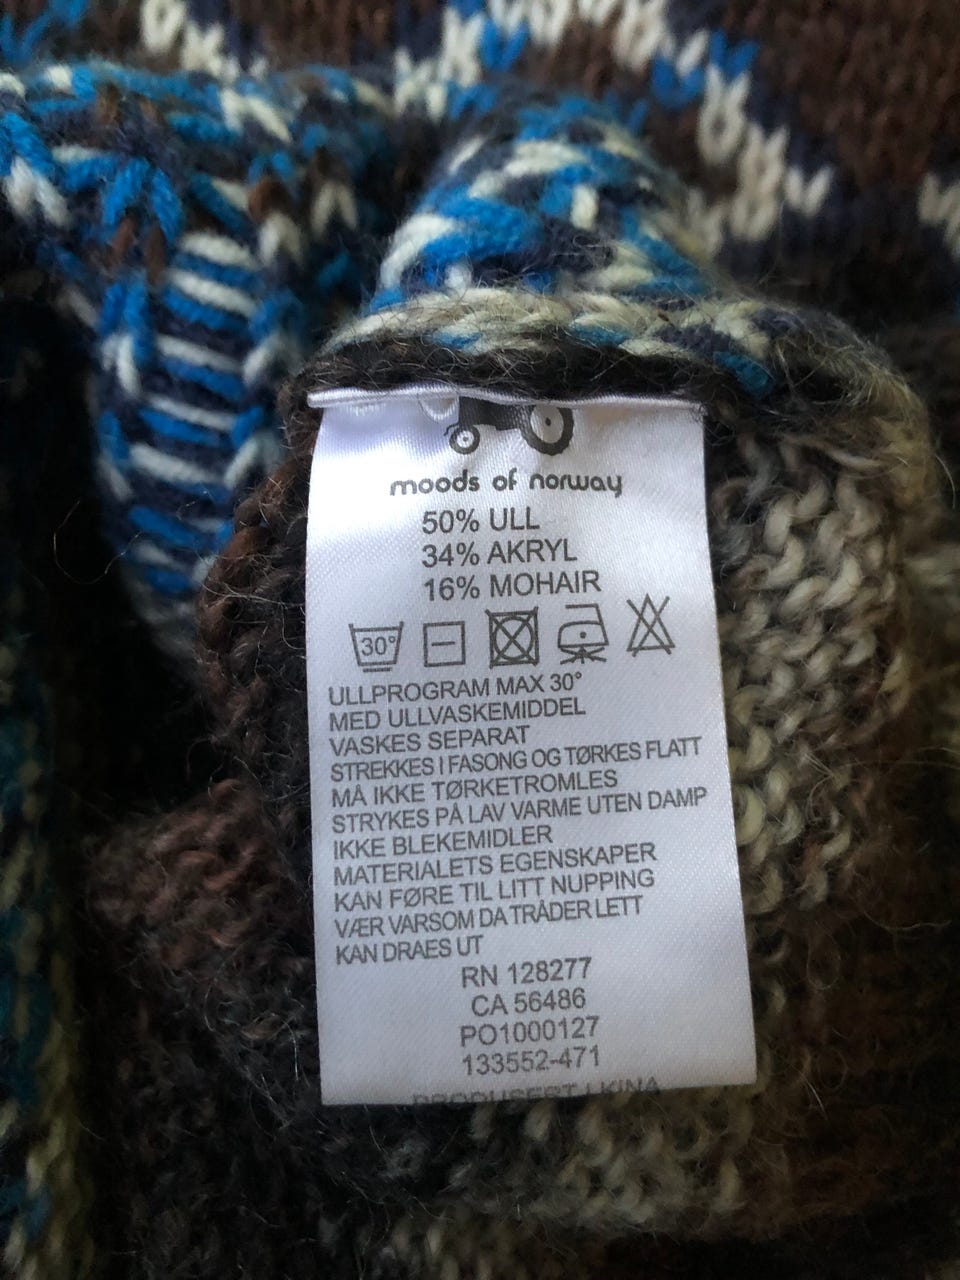 moods of norway
50% ULL
34% AKRYL
16% MOHAIR
30°
ULLPROGRAM MAX 30°
MED ULLVASKEMIDDEL
VASKES SEPARAT
STREKKES I FASONG OG TØRKES FLATT
MÅ IKKE TØRKETROMLES
STRYKES PÅ LAV VARME UTEN DAMP
IKKE BLEKEMIDLER
MATERIALETS EGENSKAPER
KAN FØRE TIL LITT NUPPING
VÆR VARSOM DA TRÅDER LETT
KAN DRAES UT
RN 128277
CA 56486
PO1000127
133552-471
PRODUSERT I KINA